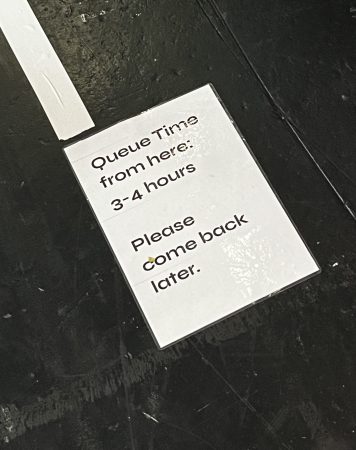 Queue Time
from here:
3-4 hours
Please
come back
later.